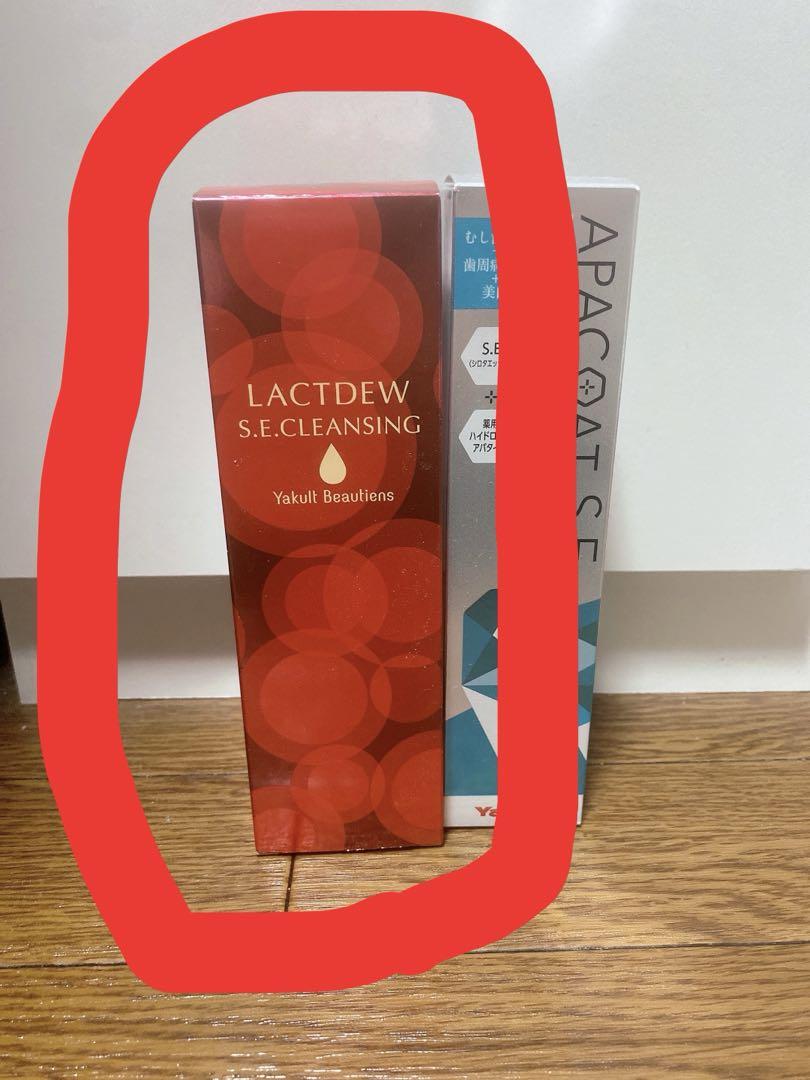 LACTDEW
S.E.CLEANSING
Yakult Beautiens
むし
歯周病
美
S.E
+
薬用
ハイドロ
アパタ
APACOAT S.E
Ya